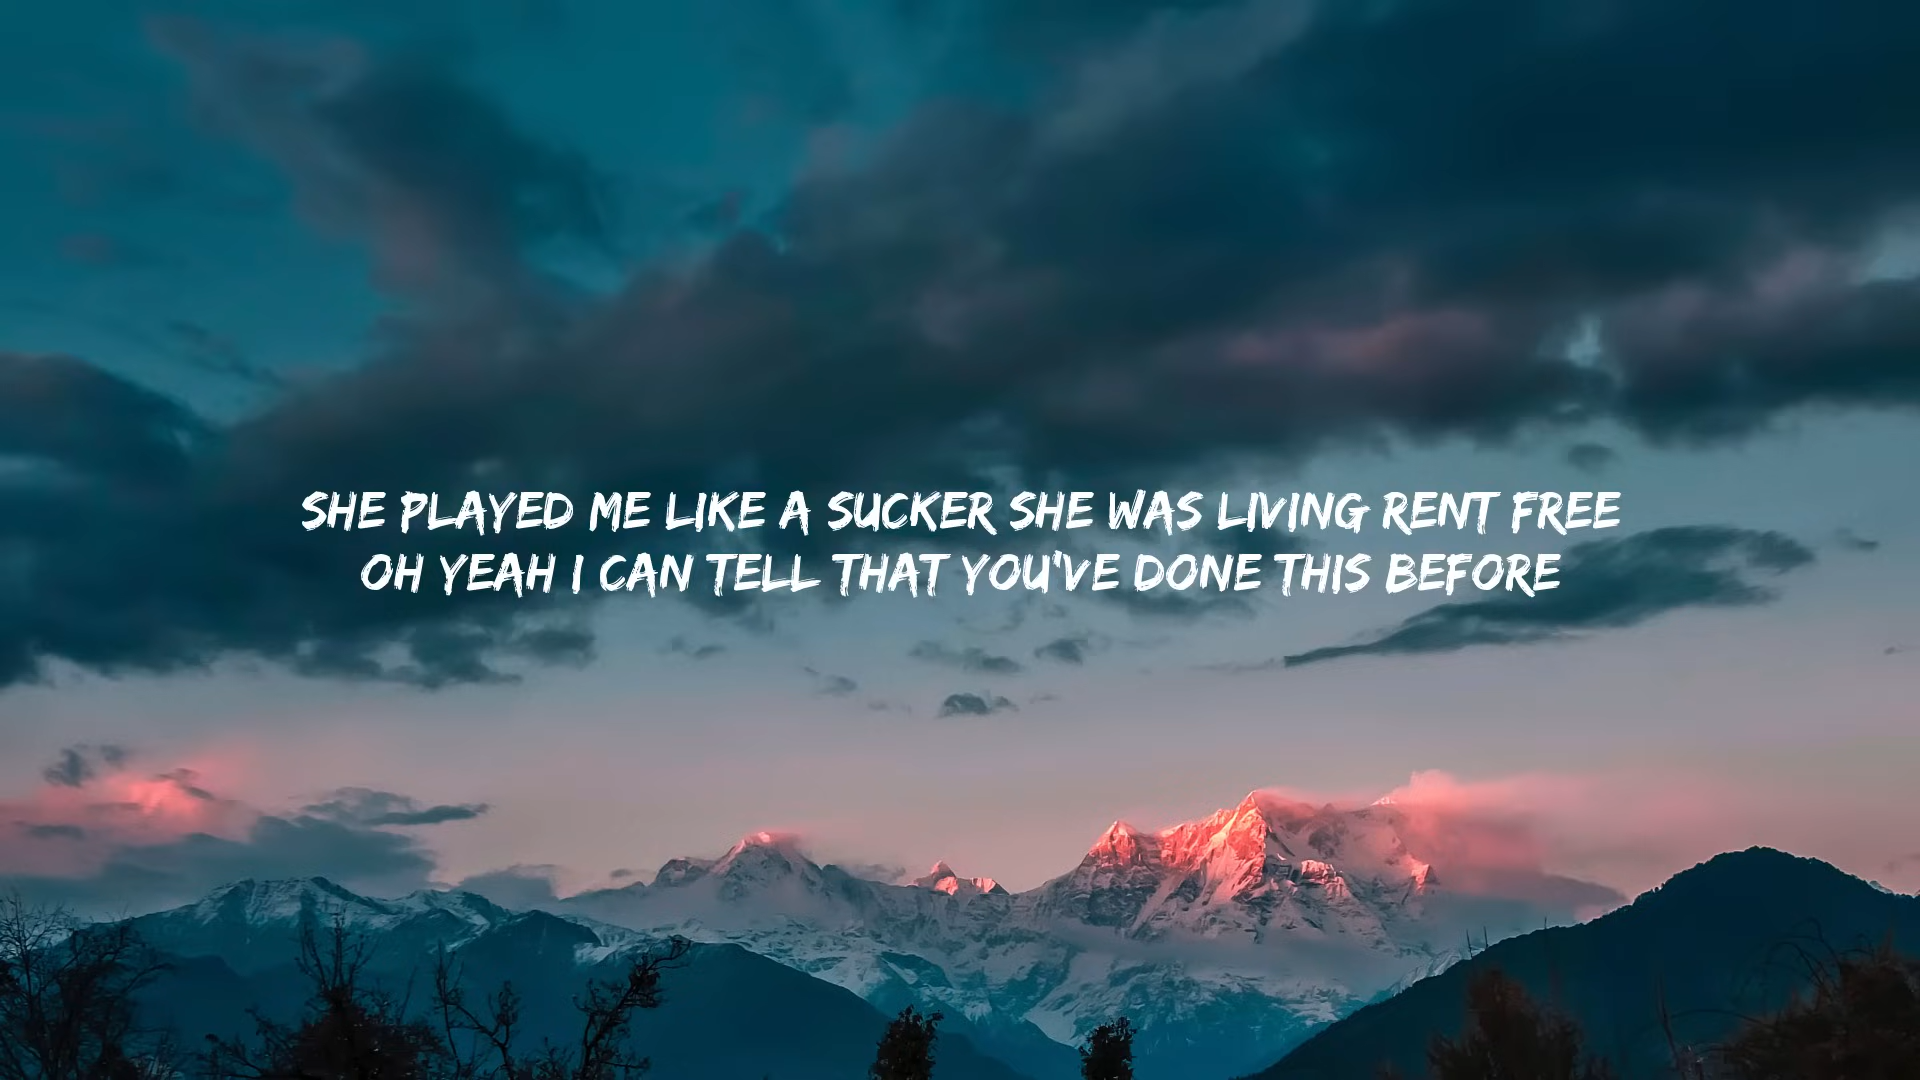 SHE PLAYED ME LIKE A SUCKER SHE WAS LIVING RENT FREE
OH YEAH I CAN TELL THAT YOU'VE DONE THIS BEFORE